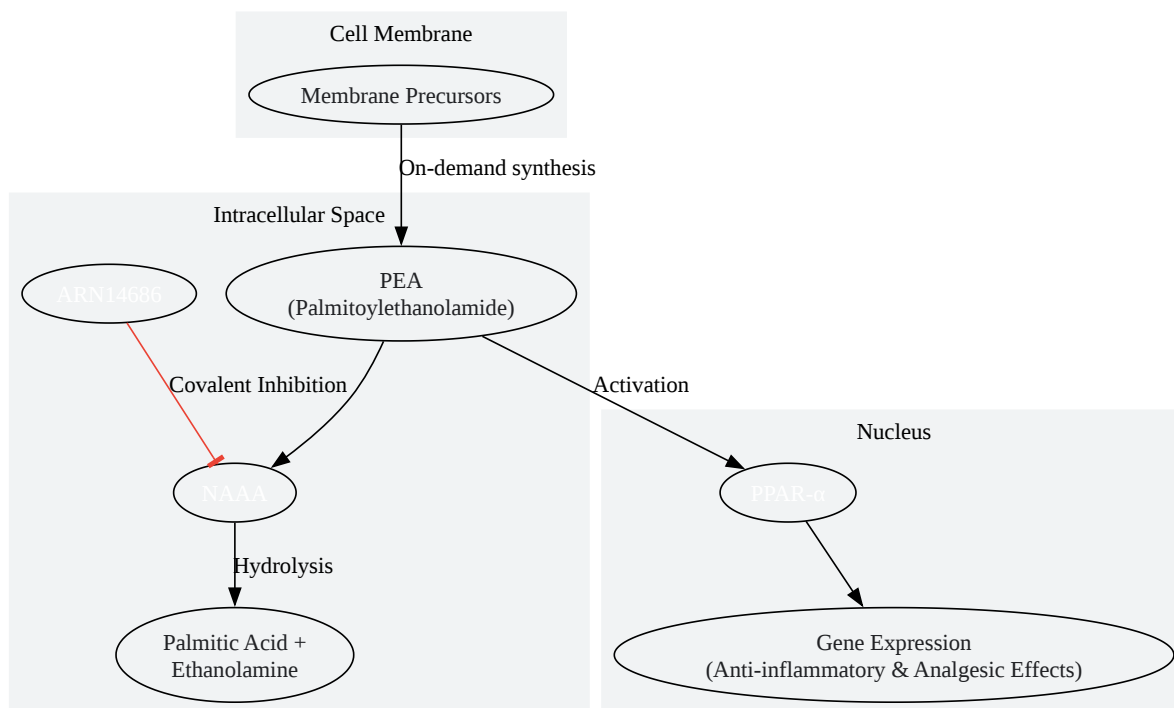 Cell Membrane
Membrane Precursors
On-demand synthesis
Intracellular Space
ARN14686
PEA
(Palmitoylethanolamide)
Covalent Inhibition
Activation
Nucleus
NAAA
PPAR-α
Hydrolysis
Palmitic Acid +
Ethanolamine
Gene Expression
(Anti-inflammatory & Analgesic Effects)